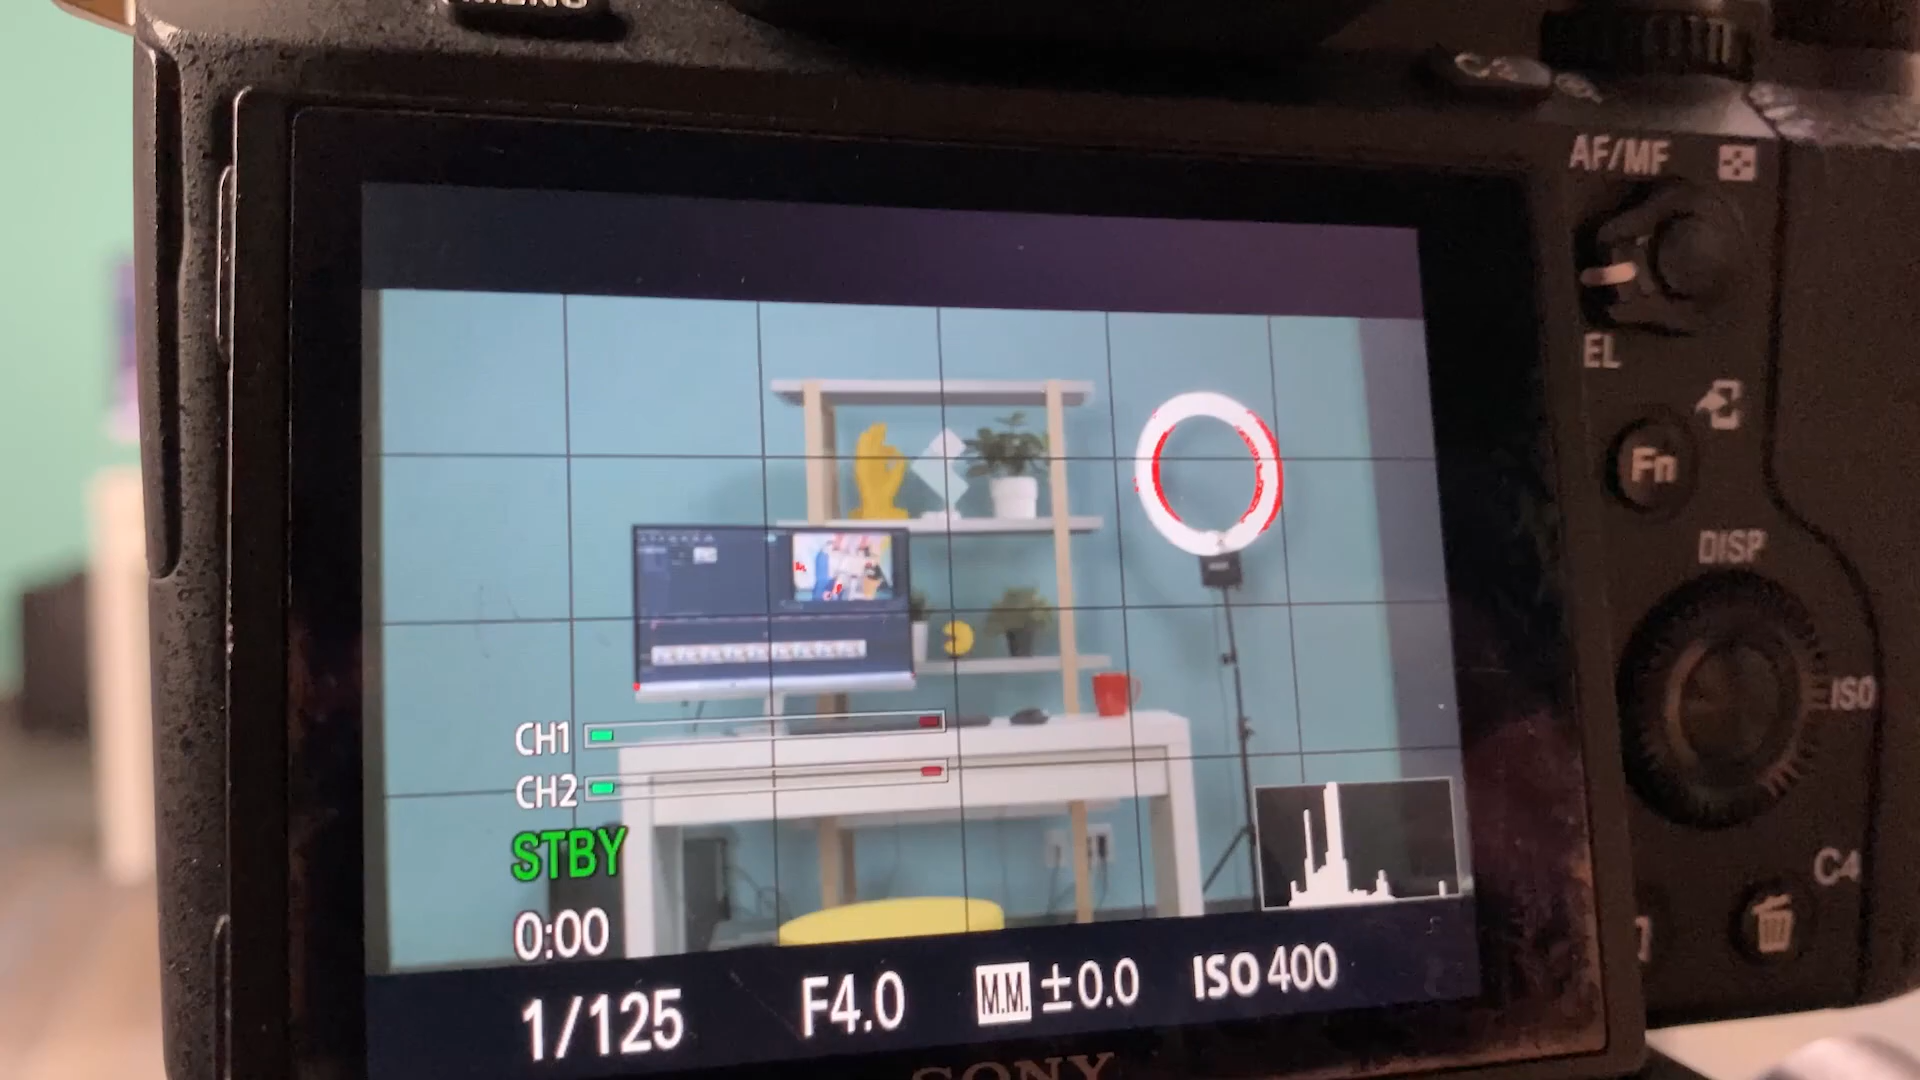 MENU
AF/MF
EL
Fn
DISP
ISO
C4
CH1
CH2
STBY
0:00
1/125 F4.0 M.M. ±0.0 ISO 400
SONY